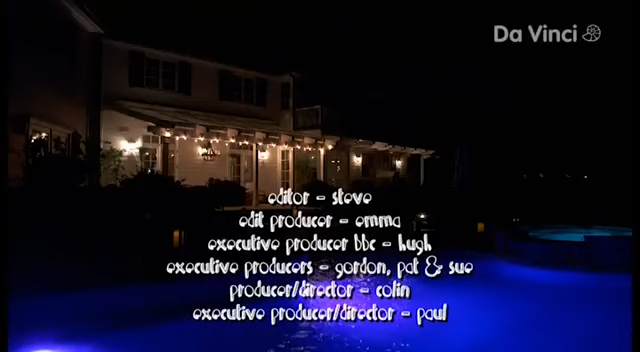 Da Vinci
editor - steve
edit producer - emma
executive producer bbc - hugh
executive producers - gordon, pat & sue
producer/director - colin
executive producer/director - paul